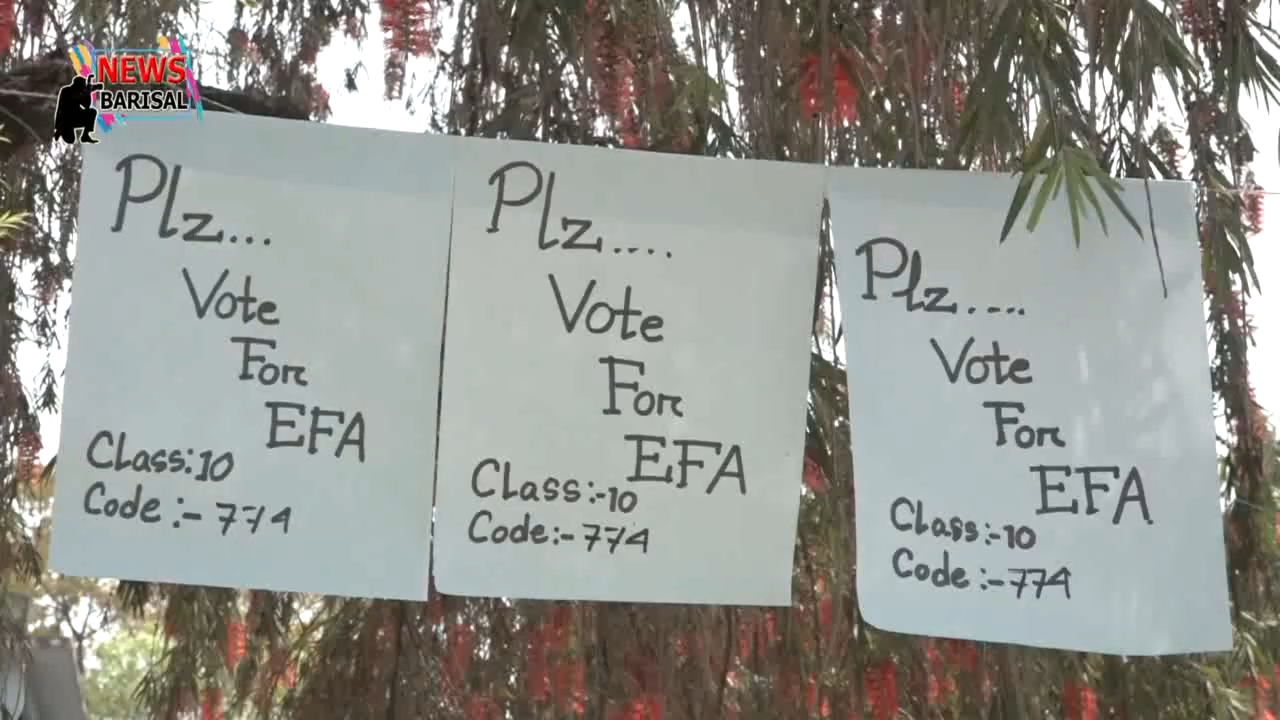 NEWS
BARISAL
Plz...
Vote
For
EFA
Class:10
Code:- 774
Plz....
Vote
For
EFA
Class:-10
Code:- 774
Plz....
Vote
For
EFA
Class:-10
Code:-774